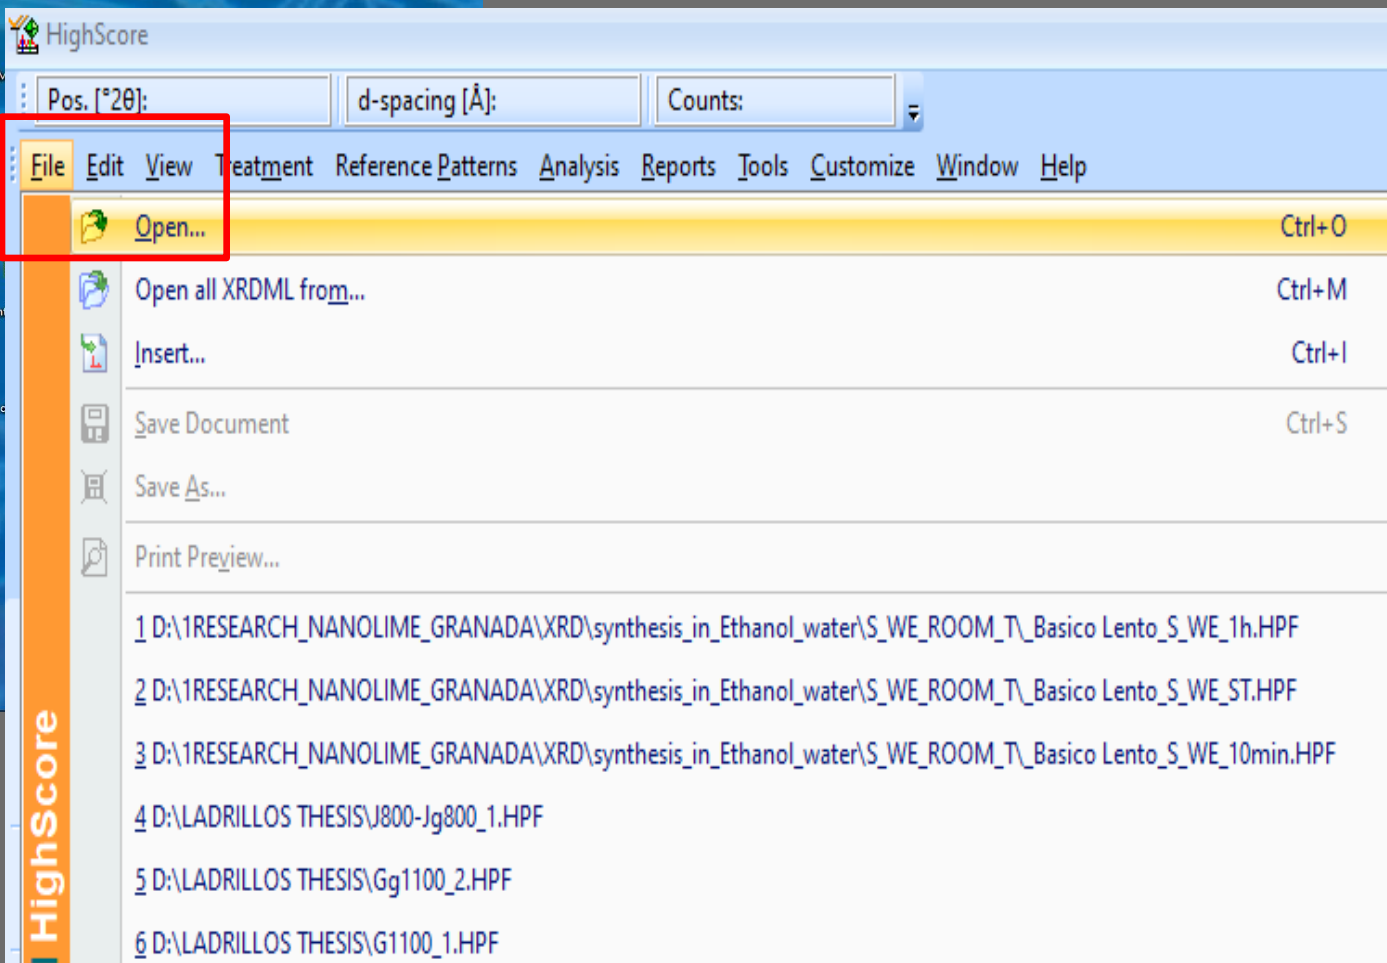 HighScore
Pos. [°2θ]: d-spacing [Å]: Counts:
File Edit View Treatment Reference Patterns Analysis Reports Tools Customize Window Help
Open... Ctrl+O
Open all XRDML from... Ctrl+M
Insert... Ctrl+I
Save Document Ctrl+S
Save As...
Print Preview...
1 D:\1RESEARCH_NANOLIME_GRANADA\XRD\synthesis_in_Ethanol_water\S_WE_ROOM_T\_Basico Lento_S_WE_1h.HPF
2 D:\1RESEARCH_NANOLIME_GRANADA\XRD\synthesis_in_Ethanol_water\S_WE_ROOM_T\_Basico Lento_S_WE_ST.HPF
3 D:\1RESEARCH_NANOLIME_GRANADA\XRD\synthesis_in_Ethanol_water\S_WE_ROOM_T\_Basico Lento_S_WE_10min.HPF
4 D:\LADRILLOS THESIS\J800-Jg800_1.HPF
5 D:\LADRILLOS THESIS\Gg1100_2.HPF
6 D:\LADRILLOS THESIS\G1100_1.HPF
HighScore